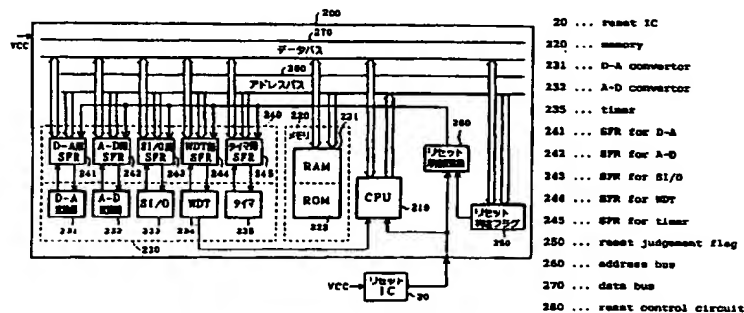 200
270
VCC
データバス
260
アドレスバス
240
220
メモリ
221
280
D-A用
SFR
A-D用
SFR
SI/O用
SFR
WDT用
SFR
タイマ用
SFR
241
242
243
244
245
RAM
ROM
222
CPU
210
リセット
D-A
A-D
SI/O
WDT
タイマ
231
232
233
234
235
230
リセット
判定フラグ
250
VCC
リセット
IC
20
20 ... reset IC
220 ... memory
231 ... D-A convertor
232 ... A-D convertor
235 ... timer
241 ... SFR for D-A
242 ... SFR for A-D
243 ... SFR for SI/O
244 ... SFR for WDT
245 ... SFR for timer
250 ... reset judgement flag
260 ... address bus
270 ... data bus
280 ... reset control circuit